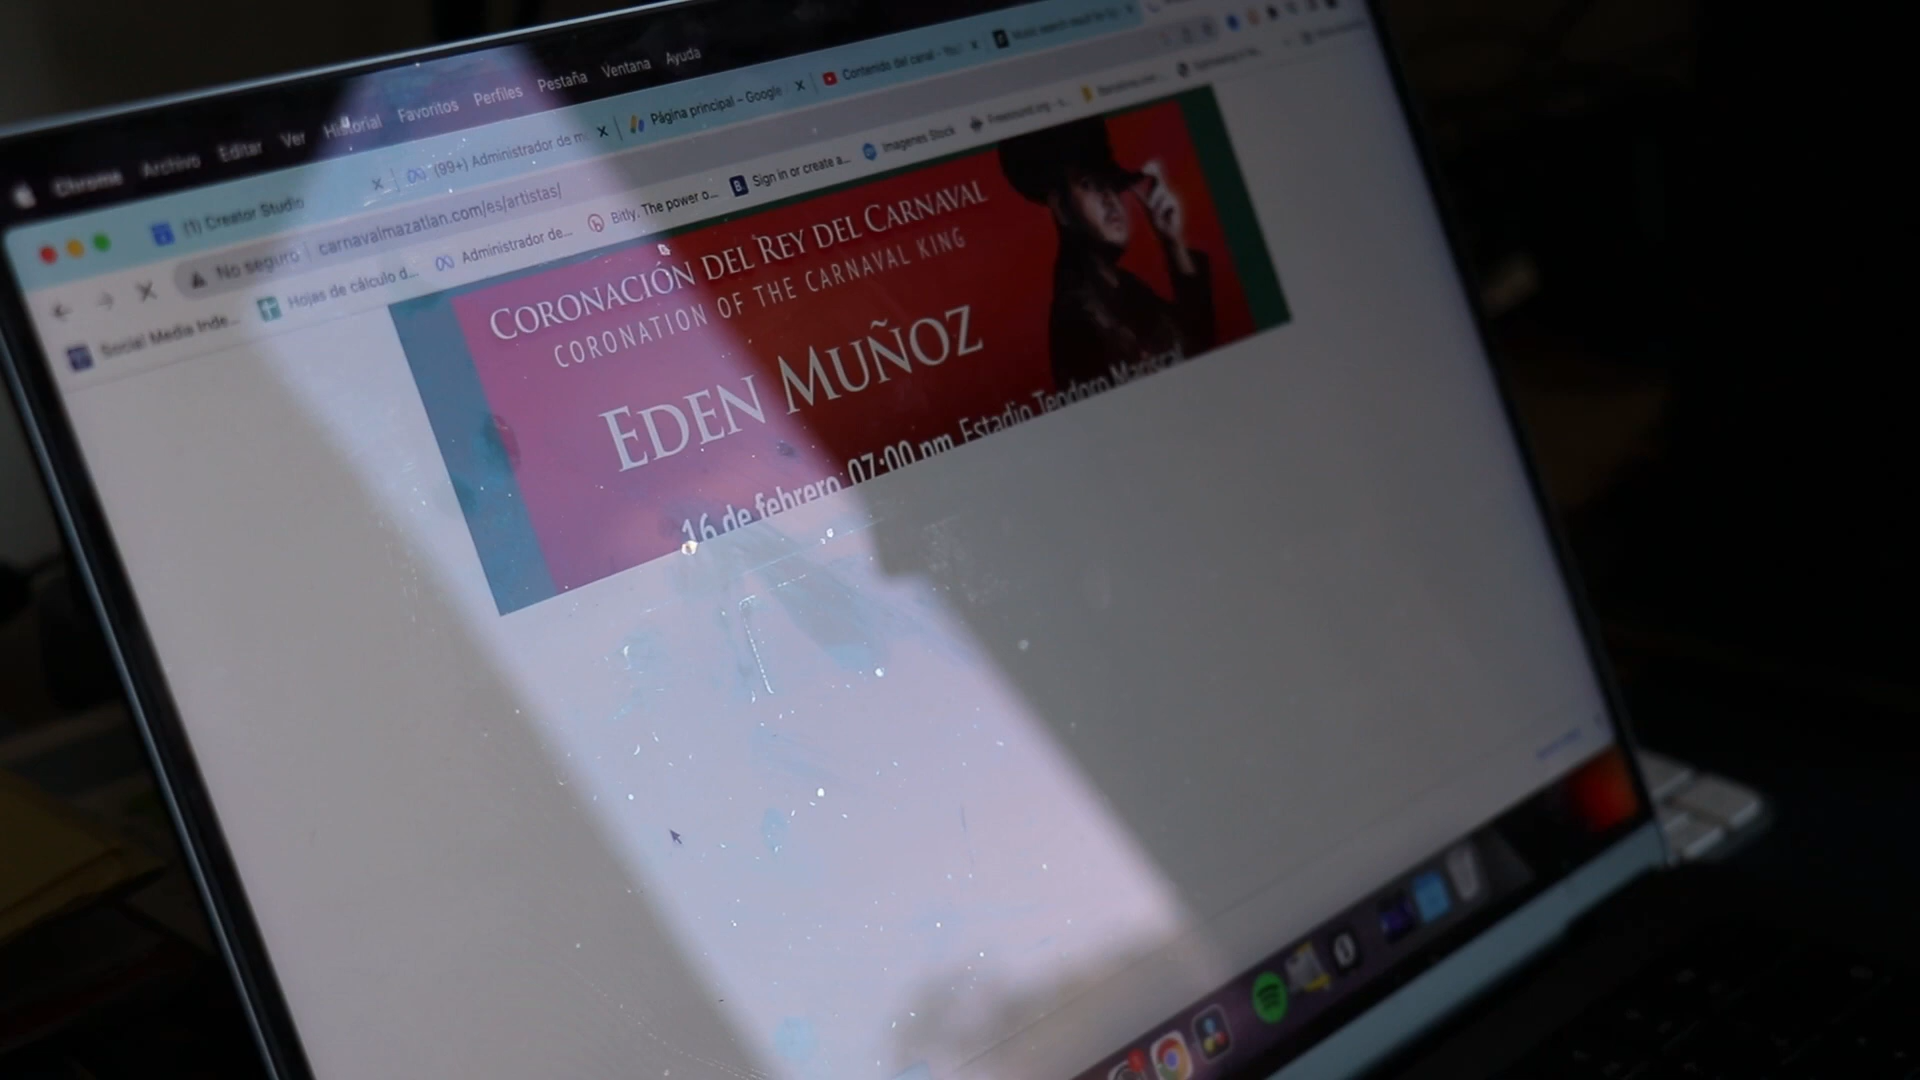 Chrome Archivo Editar Ver Historial Favoritos Perfiles Pestaña Ventana Ayuda
(1) Creator Studio
(99+) Administrador de m
Página principal – Google
Contenido del canal - You
No seguro carnavalmazatlan.com/es/artistas/
Social Media Inde...
Hojas de cálculo d...
Administrador de...
Bitly. The power o...
B. Sign in or create a...
Imagenes Stock
Freesound.org - s...
CORONACIÓN DEL REY DEL CARNAVAL
CORONATION OF THE CARNAVAL KING
EDEN MUÑOZ
16 de febrero, 07:00 pm Estadio Teodoro Mariscal